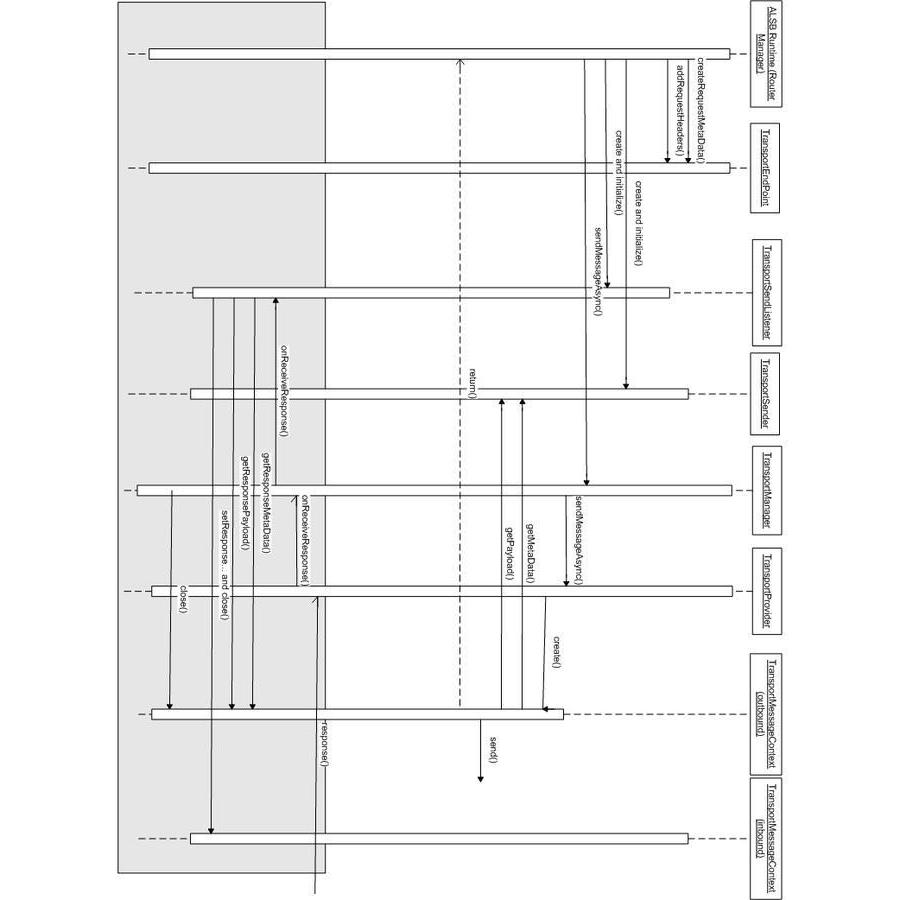 ALSB Runtime (Router
Manager)
TransportEndPoint
TransportSendListener
TransportSender
TransportManager
TransportProvider
TransportMessageContext
(outbound)
TransportMessageContext
(inbound)
createRequestMetaData()
addRequestHeaders()
create and initialize()
create and initialize()
sendMessageAsync()
sendMessageAsync()
create()
getMetaData()
getPayload()
send()
return()
response()
onReceiveResponse()
onReceiveResponse()
getResponseMetaData()
getResponsePayload()
setResponse... and close()
close()